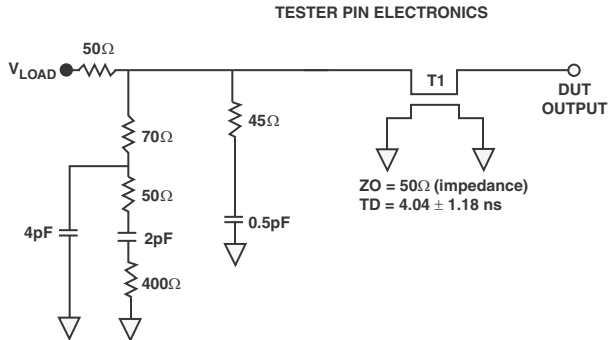 TESTER PIN ELECTRONICS
50Ω
VLOAD
T1
DUT
OUTPUT
70Ω
45Ω
50Ω
ZO = 50Ω (impedance)
TD = 4.04 ± 1.18 ns
4pF
2pF
0.5pF
400Ω